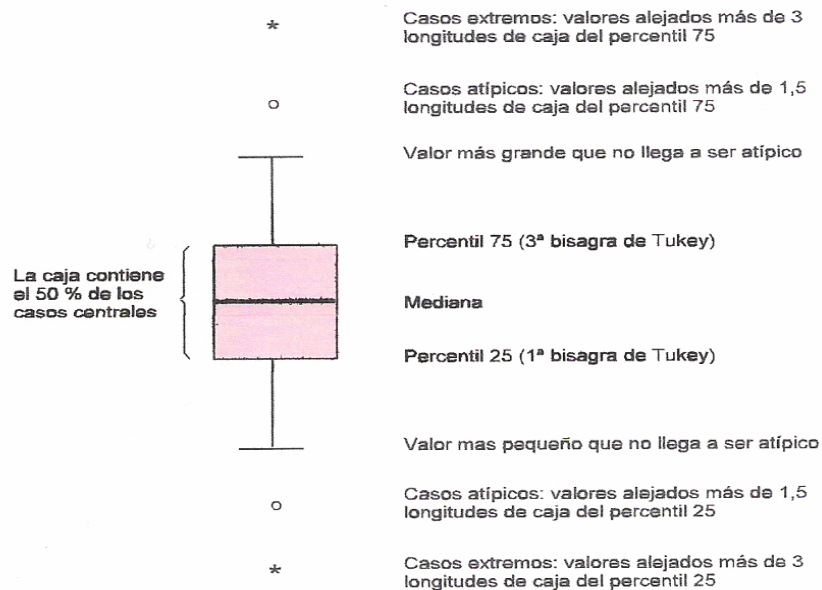 *
Casos extremos: valores alejados más de 3
longitudes de caja del percentil 75
o
Casos atípicos: valores alejados más de 1,5
longitudes de caja del percentil 75
Valor más grande que no llega a ser atípico
Percentil 75 (3ª bisagra de Tukey)
La caja contiene
el 50 % de los
casos centrales
Mediana
Percentil 25 (1ª bisagra de Tukey)
Valor mas pequeño que no llega a ser atípico
o
Casos atípicos: valores alejados más de 1,5
longitudes de caja del percentil 25
*
Casos extremos: valores alejados más de 3
longitudes de caja del percentil 25